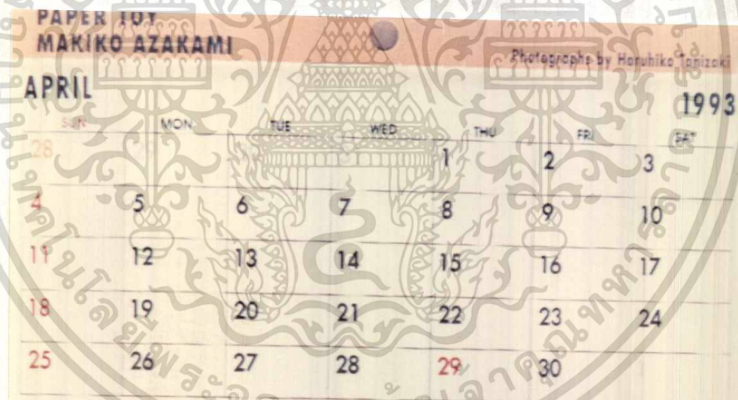 PAPER TOY
MAKIKO AZAKAMI
Photographs by Haruhiko Tanizaki
APRIL
1993
SUN MON TUE WED THU FRI SAT
28 1 2 3
4 5 6 7 8 9 10
11 12 13 14 15 16 17
18 19 20 21 22 23 24
25 26 27 28 29 30